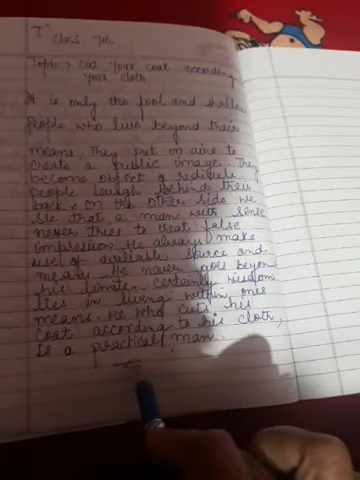 T
Class 7th
Topic > Cut your coat according
your cloth
It is only the fool and shallow
people who live beyond their
means. They put on airs to
create a public image. They
become object of redicule
people laugh behind their
back. On the other side we
see that a man with sense
never tries to creat false
impression. He always make
use of available source and
means. He never goes beyon
his limits. Certainly wisdom
lies in living within ones
means. He who cuts his
coat according to his cloth,
is a practical man.